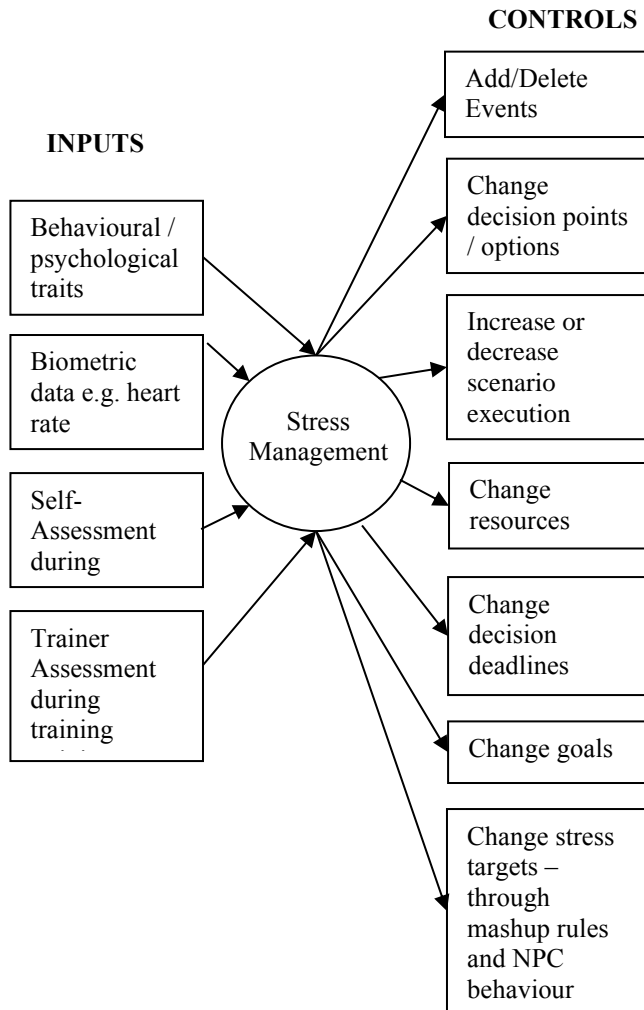 CONTROLS
INPUTS
Behavioural /
psychological
traits
Biometric
data e.g. heart
rate
Self-
Assessment
during
Trainer
Assessment
during
training
Stress
Management
Add/Delete
Events
Change
decision points
/ options
Increase or
decrease
scenario
execution
Change
resources
Change
decision
deadlines
Change goals
Change stress
targets –
through
mashup rules
and NPC
behaviour